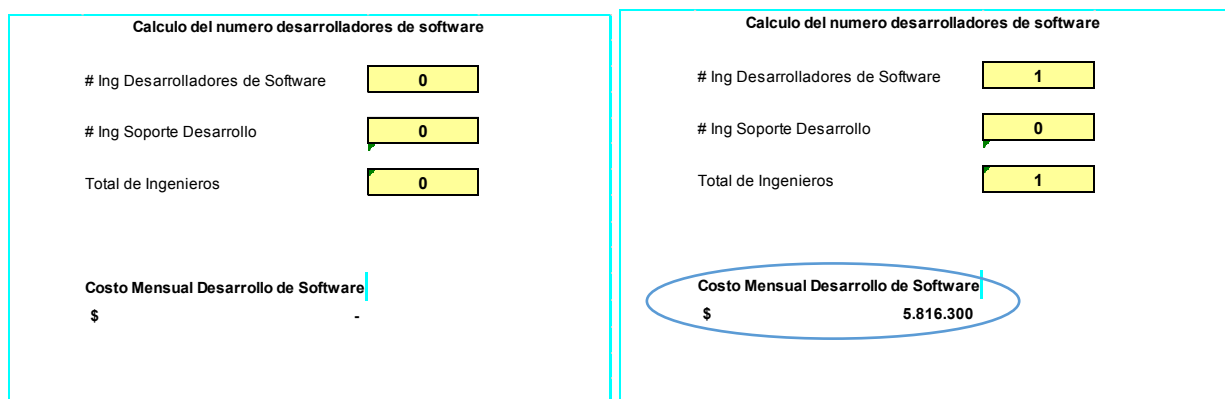 Calculo del numero desarrolladores de software
# Ing Desarrolladores de Software 0
# Ing Soporte Desarrollo 0
Total de Ingenieros 0
Costo Mensual Desarrollo de Software
$ -
Calculo del numero desarrolladores de software
# Ing Desarrolladores de Software 1
# Ing Soporte Desarrollo 0
Total de Ingenieros 1
Costo Mensual Desarrollo de Software
$ 5.816.300